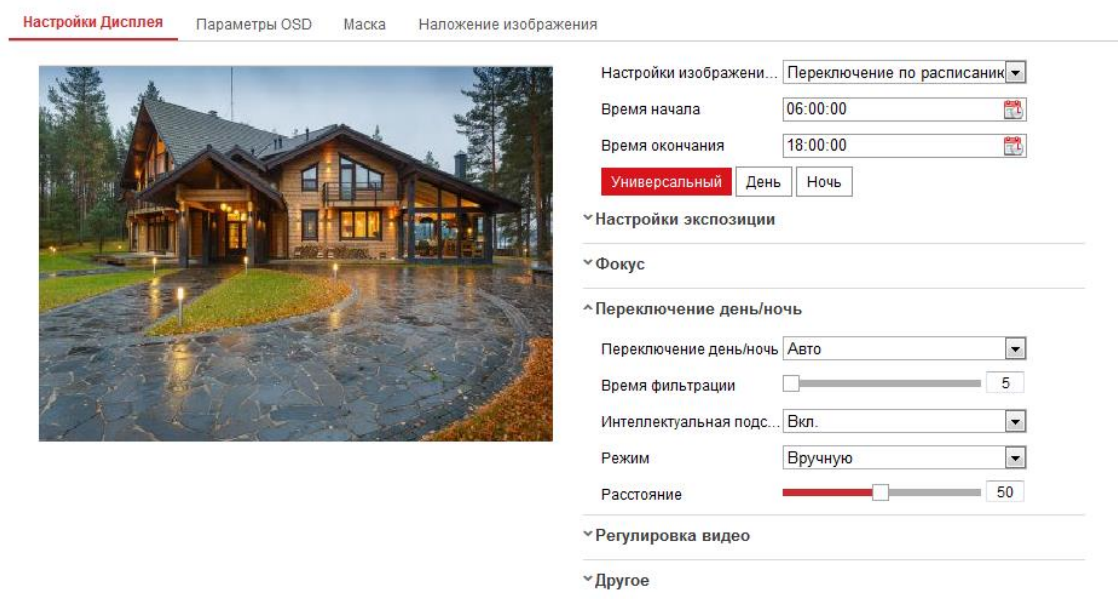 Настройки Дисплея Параметры OSD Маска Наложение изображения
Настройки изображени... Переключение по расписаник
Время начала 06:00:00
Время окончания 18:00:00
Универсальный День Ночь
Настройки экспозиции
Фокус
Переключение день/ночь
Переключение день/ночь Авто
Время фильтрации 5
Интеллектуальная подс... Вкл.
Режим Вручную
Расстояние 50
Регулировка видео
Другое